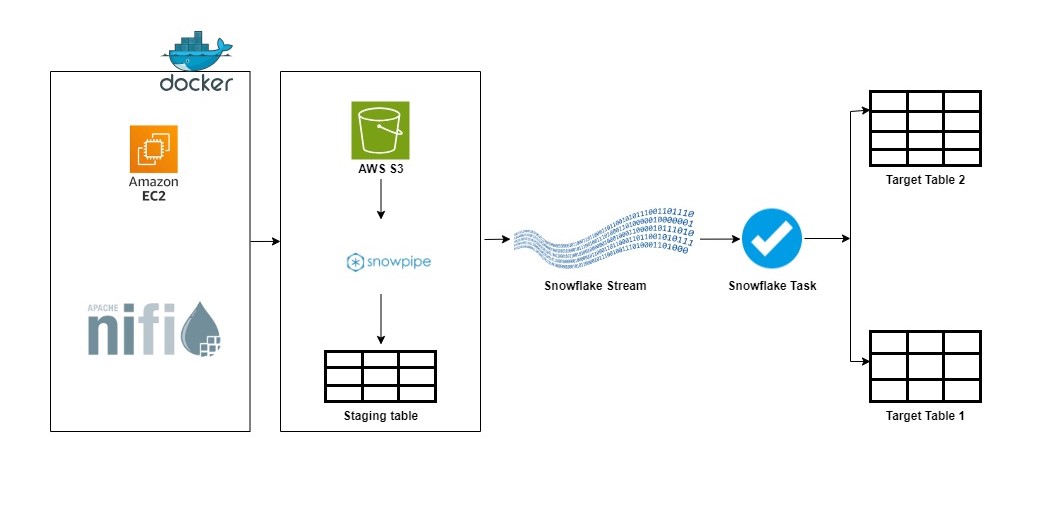 docker
Amazon
EC2
APACHE
nifi
AWS S3
snowpipe
Staging table
Snowflake Stream
Snowflake Task
Target Table 2
Target Table 1